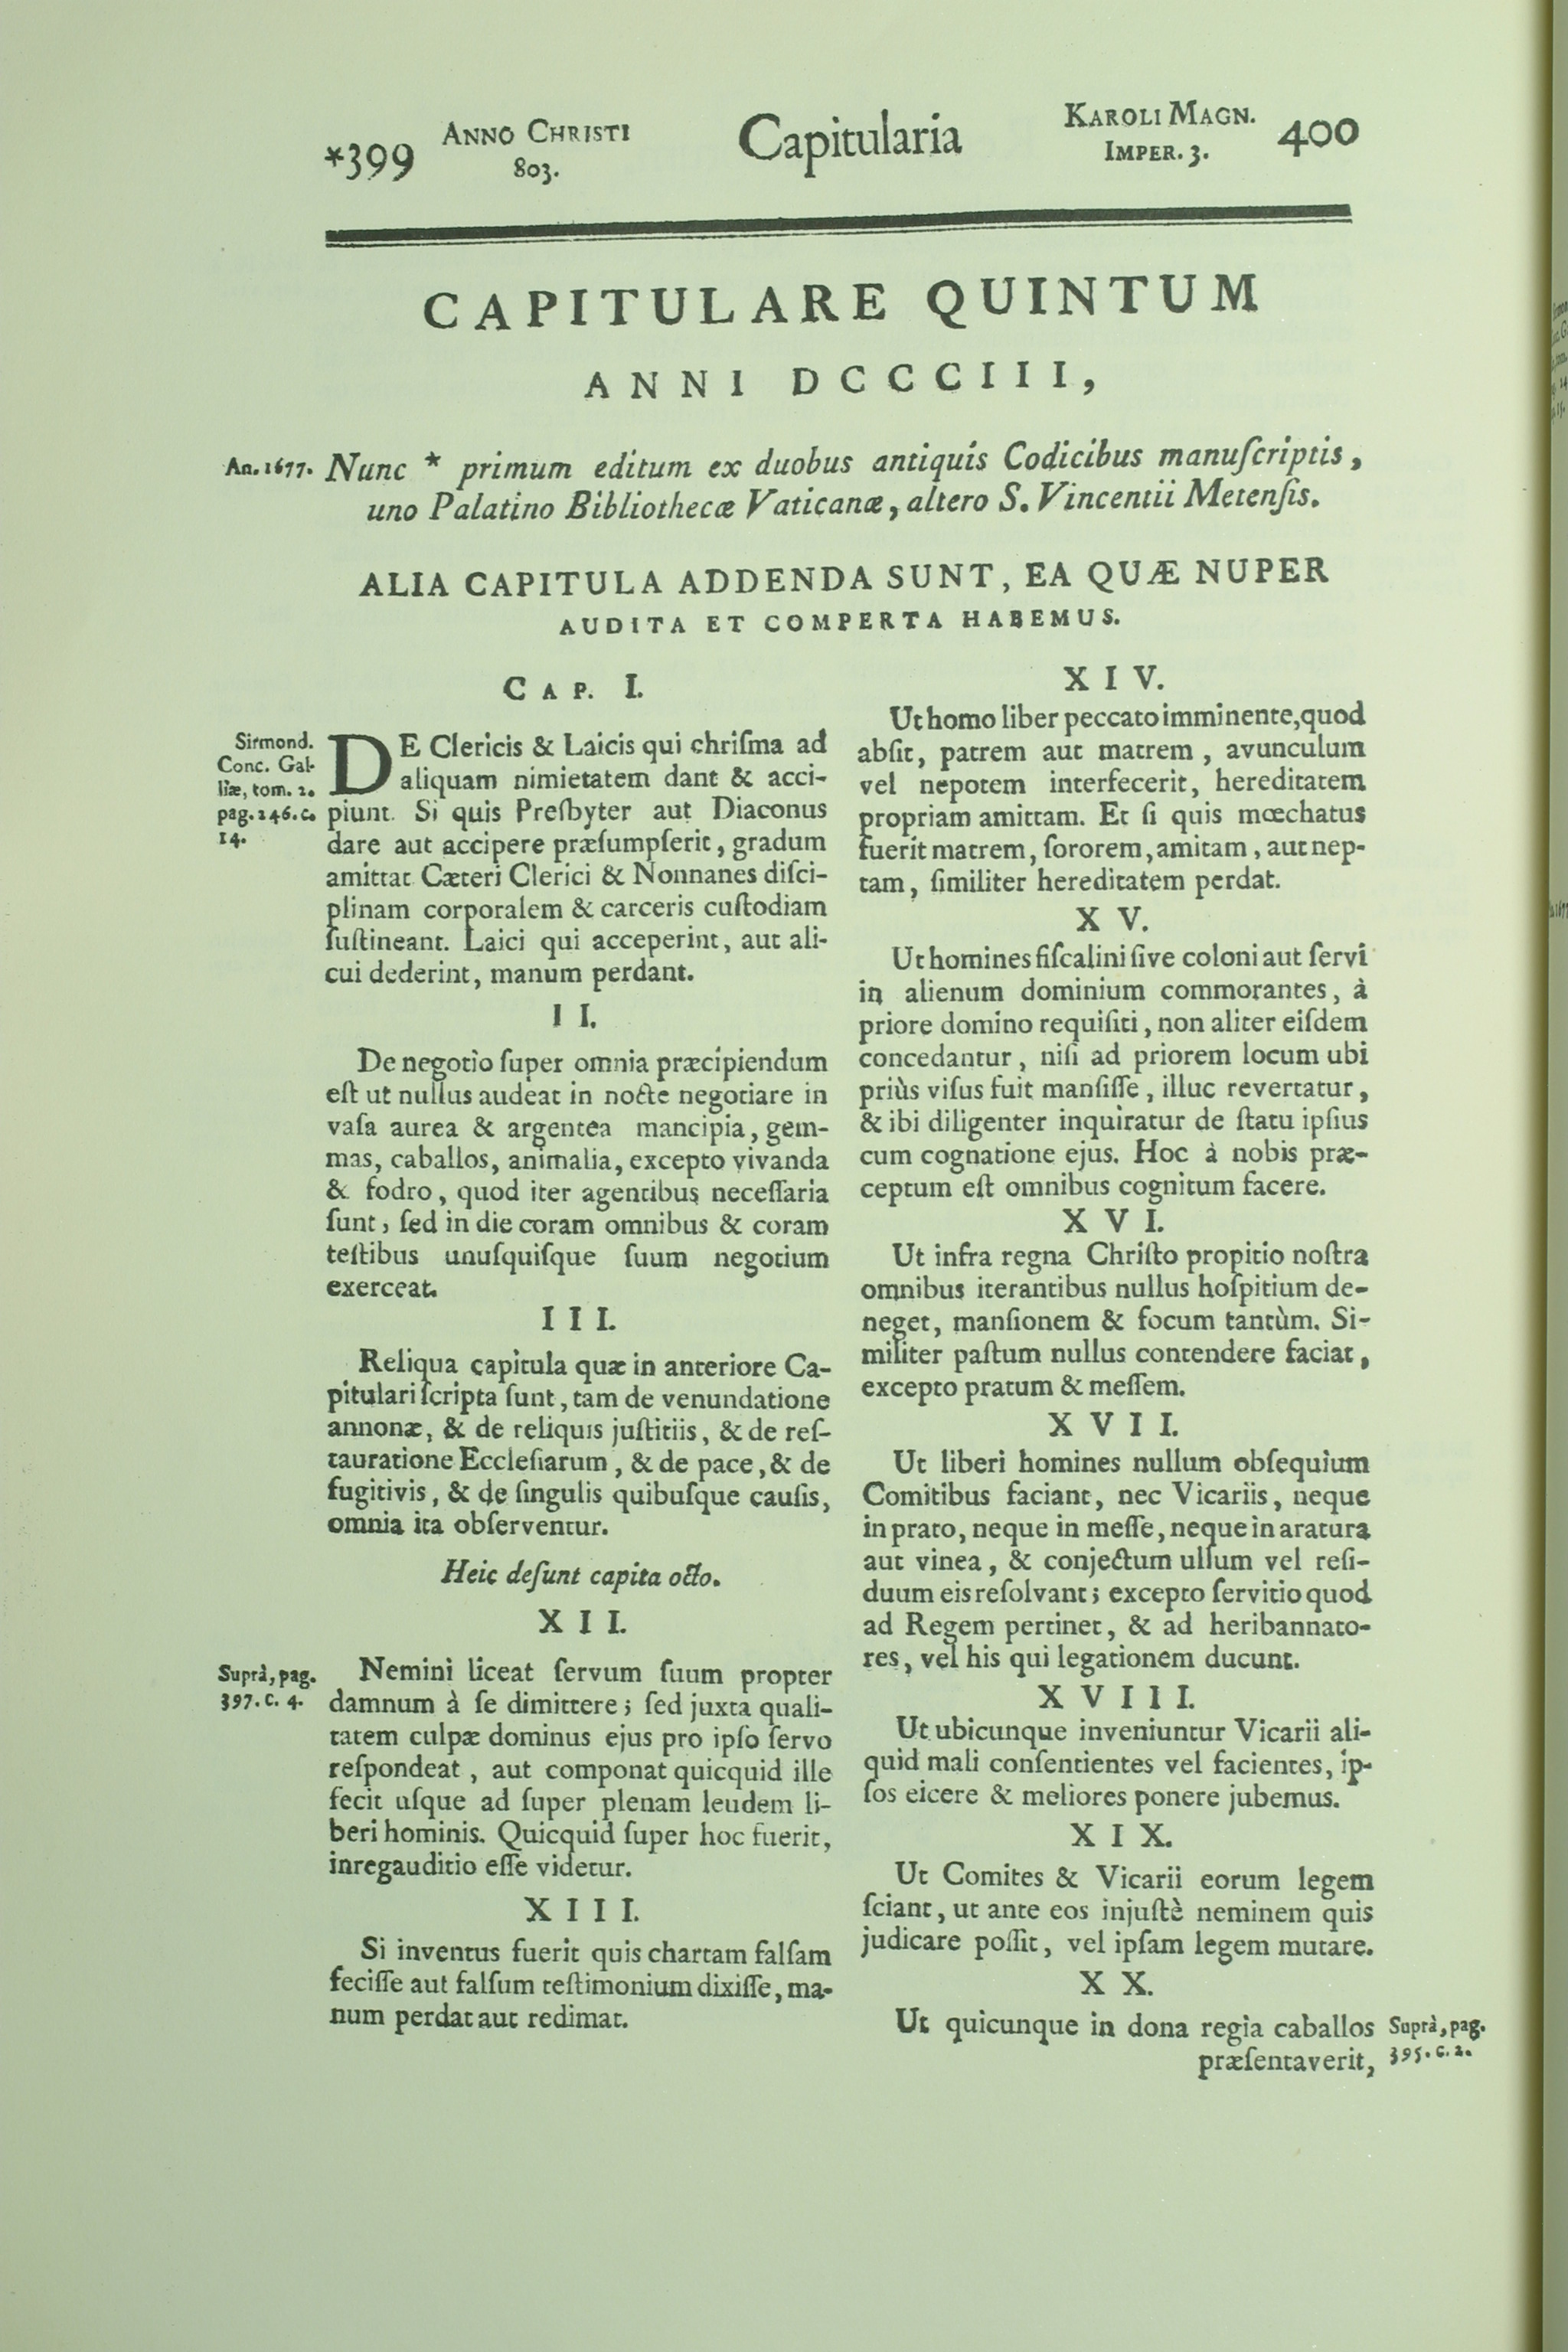 *399 ANNO CHRISTI 803. Capitularia KAROLI MAGN. IMPER. 3. 400
CAPITULARE QUINTUM
ANNI DCCCIII,
An. 1677. Nunc * primum editum ex duobus antiquis Codicibus manuſcriptis,
uno Palatino Bibliothecæ Vaticanæ, altero S. Vincentii Metenſis.
ALIA CAPITULA ADDENDA SUNT, EA QUÆ NUPER
AUDITA ET COMPERTA HABEMUS.
CAP. I.
Sirmond.
Conc. Gal-
liæ, tom. 2.
pag. 246. c.
14.
DE Clericis & Laicis qui chriſma ad
aliquam nimietatem dant & acci-
piunt. Si quis Preſbyter aut Diaconus
dare aut accipere præſumpſerit, gradum
amittat Cæteri Clerici & Nonnanes diſci-
plinam corporalem & carceris cuſtodiam
ſuſtineant. Laici qui acceperint, aut ali-
cui dederint, manum perdant.
II.
De negotio ſuper omnia præcipiendum
eſt ut nullus audeat in nocte negotiare in
vaſa aurea & argentea mancipia, gem-
mas, caballos, animalia, excepto vivanda
& fodro, quod iter agentibus neceſſaria
ſunt, ſed in die coram omnibus & coram
teſtibus unuſquiſque ſuum negotium
exerceat.
III.
Reliqua capitula quæ in anteriore Ca-
pitulari ſcripta ſunt, tam de venundatione
annonæ, & de reliquis juſtitiis, & de reſ-
tauratione Eccleſiarum, & de pace, & de
fugitivis, & de ſingulis quibuſque cauſis,
omnia ita obſerventur.
Heic deſunt capita octo.
XII.
Suprà, pag.
397. c. 4.
Nemini liceat ſervum ſuum propter
damnum à ſe dimittere; ſed juxta quali-
tatem culpæ dominus ejus pro ipſo ſervo
reſpondeat, aut componat quicquid ille
fecit uſque ad ſuper plenam leudem li-
beri hominis. Quicquid ſuper hoc fuerit,
inregauditio eſſe videtur.
XIII.
Si inventus fuerit quis chartam falſam
feciſſe aut falſum teſtimonium dixiſſe, ma-
num perdat aut redimat.
XIV.
Ut homo liber peccato imminente, quod
abſit, patrem aut matrem, avunculum
vel nepotem interfecerit, hereditatem
propriam amittam. Et ſi quis mœchatus
fuerit matrem, ſororem, amitam, aut nep-
tam, ſimiliter hereditatem perdat.
XV.
Ut homines fiſcalini ſive coloni aut ſervi
in alienum dominium commorantes, à
priore domino requiſiti, non aliter eiſdem
concedantur, niſi ad priorem locum ubi
priùs viſus fuit manſiſſe, illuc revertatur,
& ibi diligenter inquiratur de ſtatu ipſius
cum cognatione ejus. Hoc à nobis præ-
ceptum eſt omnibus cognitum facere.
XVI.
Ut infra regna Chriſto propitio noſtra
omnibus iterantibus nullus hoſpitium de-
neget, manſionem & focum tantùm. Si-
militer paſtum nullus contendere faciat,
excepto pratum & meſſem.
XVII.
Ut liberi homines nullum obſequium
Comitibus faciant, nec Vicariis, neque
in prato, neque in meſſe, neque in aratura
aut vinea, & conjectum ullum vel reſi-
duum eis reſolvant; excepto ſervitio quod
ad Regem pertinet, & ad heribannato-
res, vel his qui legationem ducunt.
XVIII.
Ut ubicunque inveniuntur Vicarii ali-
quid mali conſentientes vel facientes, ip-
ſos eicere & meliores ponere jubemus.
XIX.
Ut Comites & Vicarii eorum legem
ſciant, ut ante eos injuſtè neminem quis
judicare poſſit, vel ipſam legem mutare.
XX.
Ut quicunque in dona regia caballos
præſentaverit,
Suprà, pag.
395. c. 2.